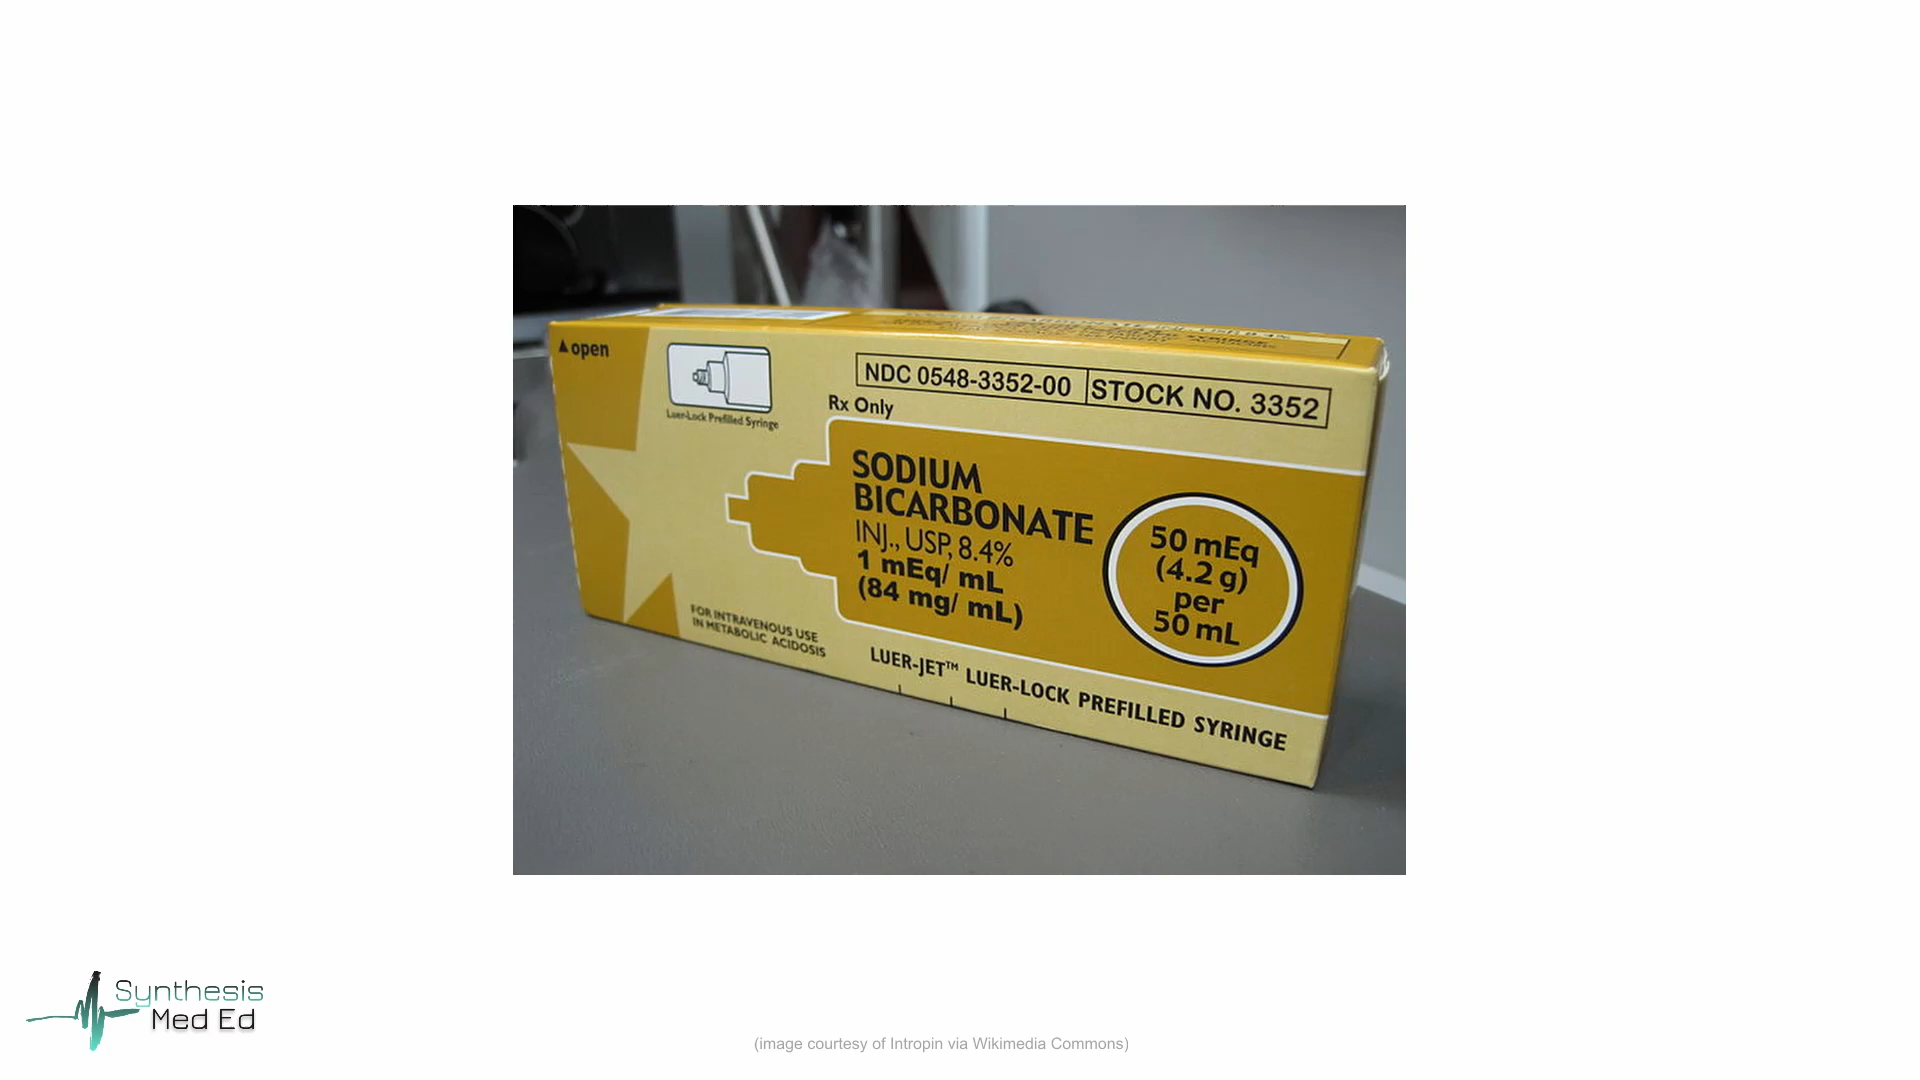 open
Luer-Lock Prefilled Syringe
NDC 0548-3352-00 STOCK NO. 3352
Rx Only
SODIUM
BICARBONATE
INJ., USP, 8.4%
1 mEq/ mL
(84 mg/ mL)
50 mEq
(4.2 g)
per
50 mL
FOR INTRAVENOUS USE
IN METABOLIC ACIDOSIS
LUER-JET™ LUER-LOCK PREFILLED SYRINGE
Synthesis
Med Ed
(image courtesy of Intropin via Wikimedia Commons)